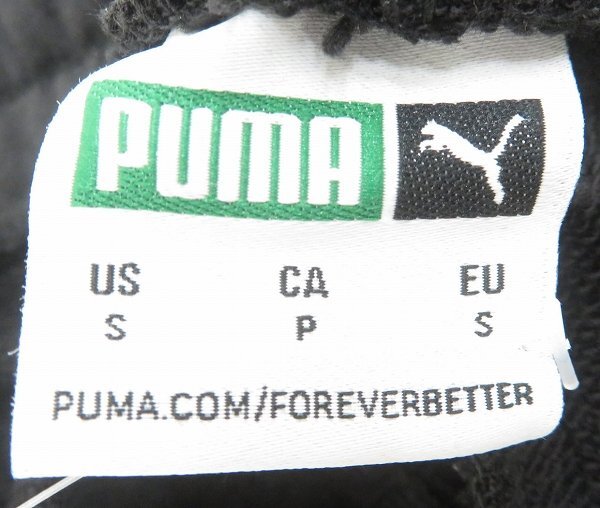 PUMA
US CA EU
S P S
PUMA.COM/FOREVERBETTER